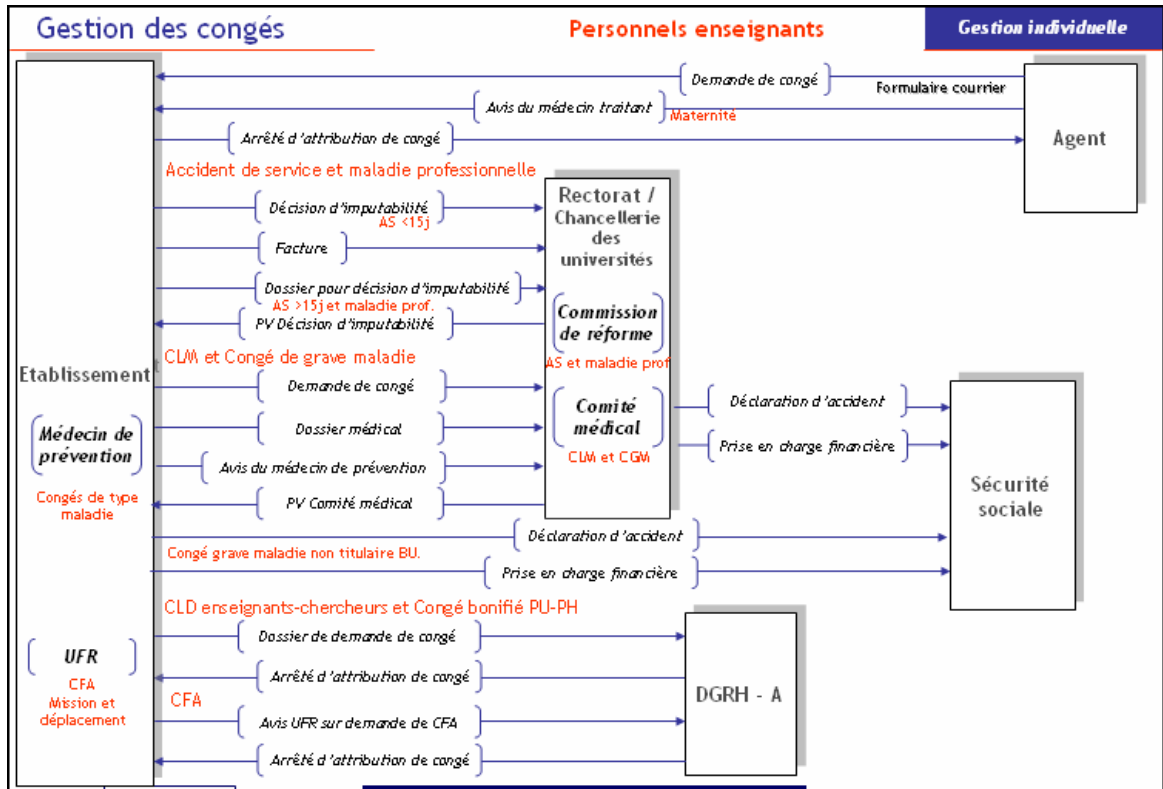 Gestion des congés
Personnels enseignants
Gestion individuelle
Demande de congé
Formulaire courrier
Avis du médecin traitant
Maternité
Arrêté d'attribution de congé
Agent
Accident de service et maladie professionnelle
Décision d'imputabilité
AS <15j
Facture
Dossier pour décision d'imputabilité
AS >15j et maladie prof.
PV Décision d'imputabilité
Rectorat /
Chancellerie
des
universités
Commission
de réforme
AS et maladie prof
Comité
médical
CLM et CGM
CLM et Congé de grave maladie
Etablissement
Demande de congé
Dossier médical
Avis du médecin de prévention
PV Comité médical
Médecin de
prévention
Congés de type
maladie
Déclaration d'accident
Prise en charge financière
Sécurité
sociale
Déclaration d'accident
Congé grave maladie non titulaire BU.
Prise en charge financière
CLD enseignants-chercheurs et Congé bonifié PU-PH
Dossier de demande de congé
Arrêté d'attribution de congé
UFR
CFA
Mission et
déplacement
CFA
Avis UFR sur demande de CFA
Arrêté d'attribution de congé
DGRH - A